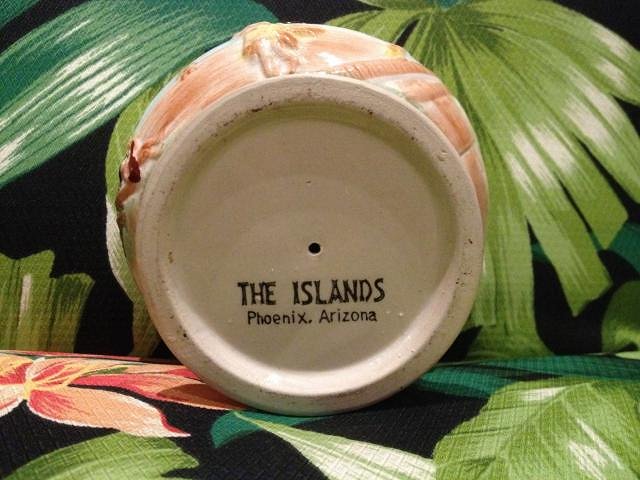 THE ISLANDS
Phoenix, Arizona